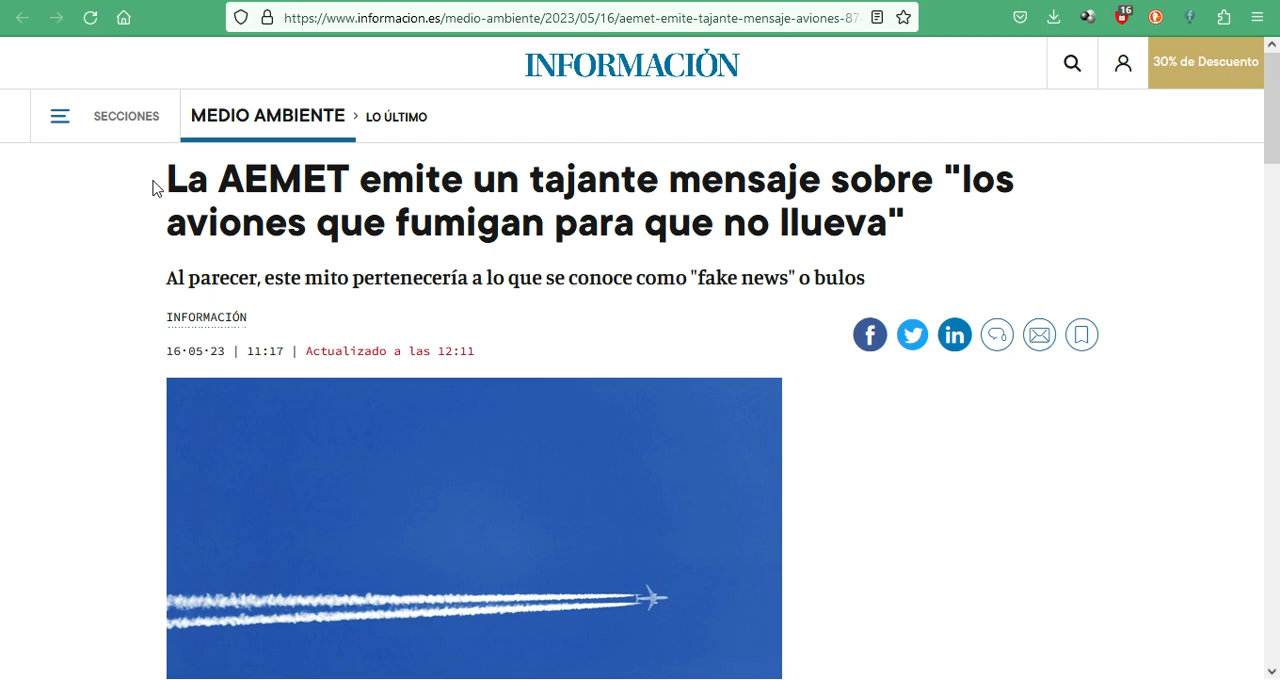 https://www.informacion.es/medio-ambiente/2023/05/16/aemet-emite-tajante-mensaje-aviones-87
16
INFORMACIÓN
30% de Descuento
SECCIONES
MEDIO AMBIENTE > LO ÚLTIMO
La AEMET emite un tajante mensaje sobre "los
aviones que fumigan para que no llueva"
Al parecer, este mito pertenecería a lo que se conoce como "fake news" o bulos
INFORMACIÓN
16·05·23 | 11:17 | Actualizado a las 12:11